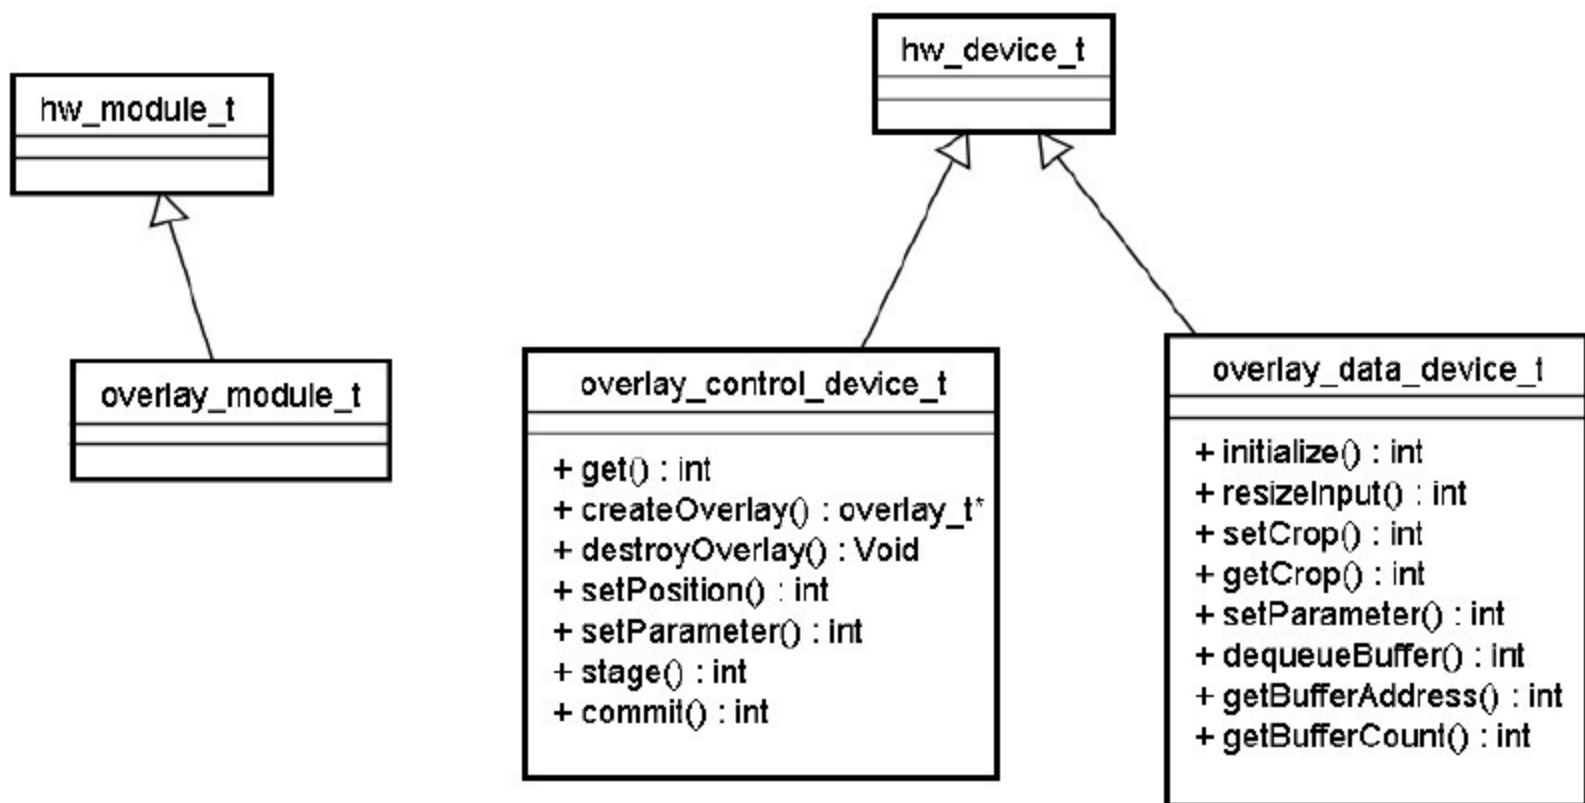 hw_device_t
hw_module_t
overlay_module_t
overlay_control_device_t
+ get() : int
+ createOverlay() : overlay_t*
+ destroyOverlay() : Void
+ setPosition() : int
+ setParameter() : int
+ stage() : int
+ commit() : int
overlay_data_device_t
+ initialize() : int
+ resizeInput() : int
+ setCrop() : int
+ getCrop() : int
+ setParameter() : int
+ dequeueBuffer() : int
+ getBufferAddress() : int
+ getBufferCount() : int